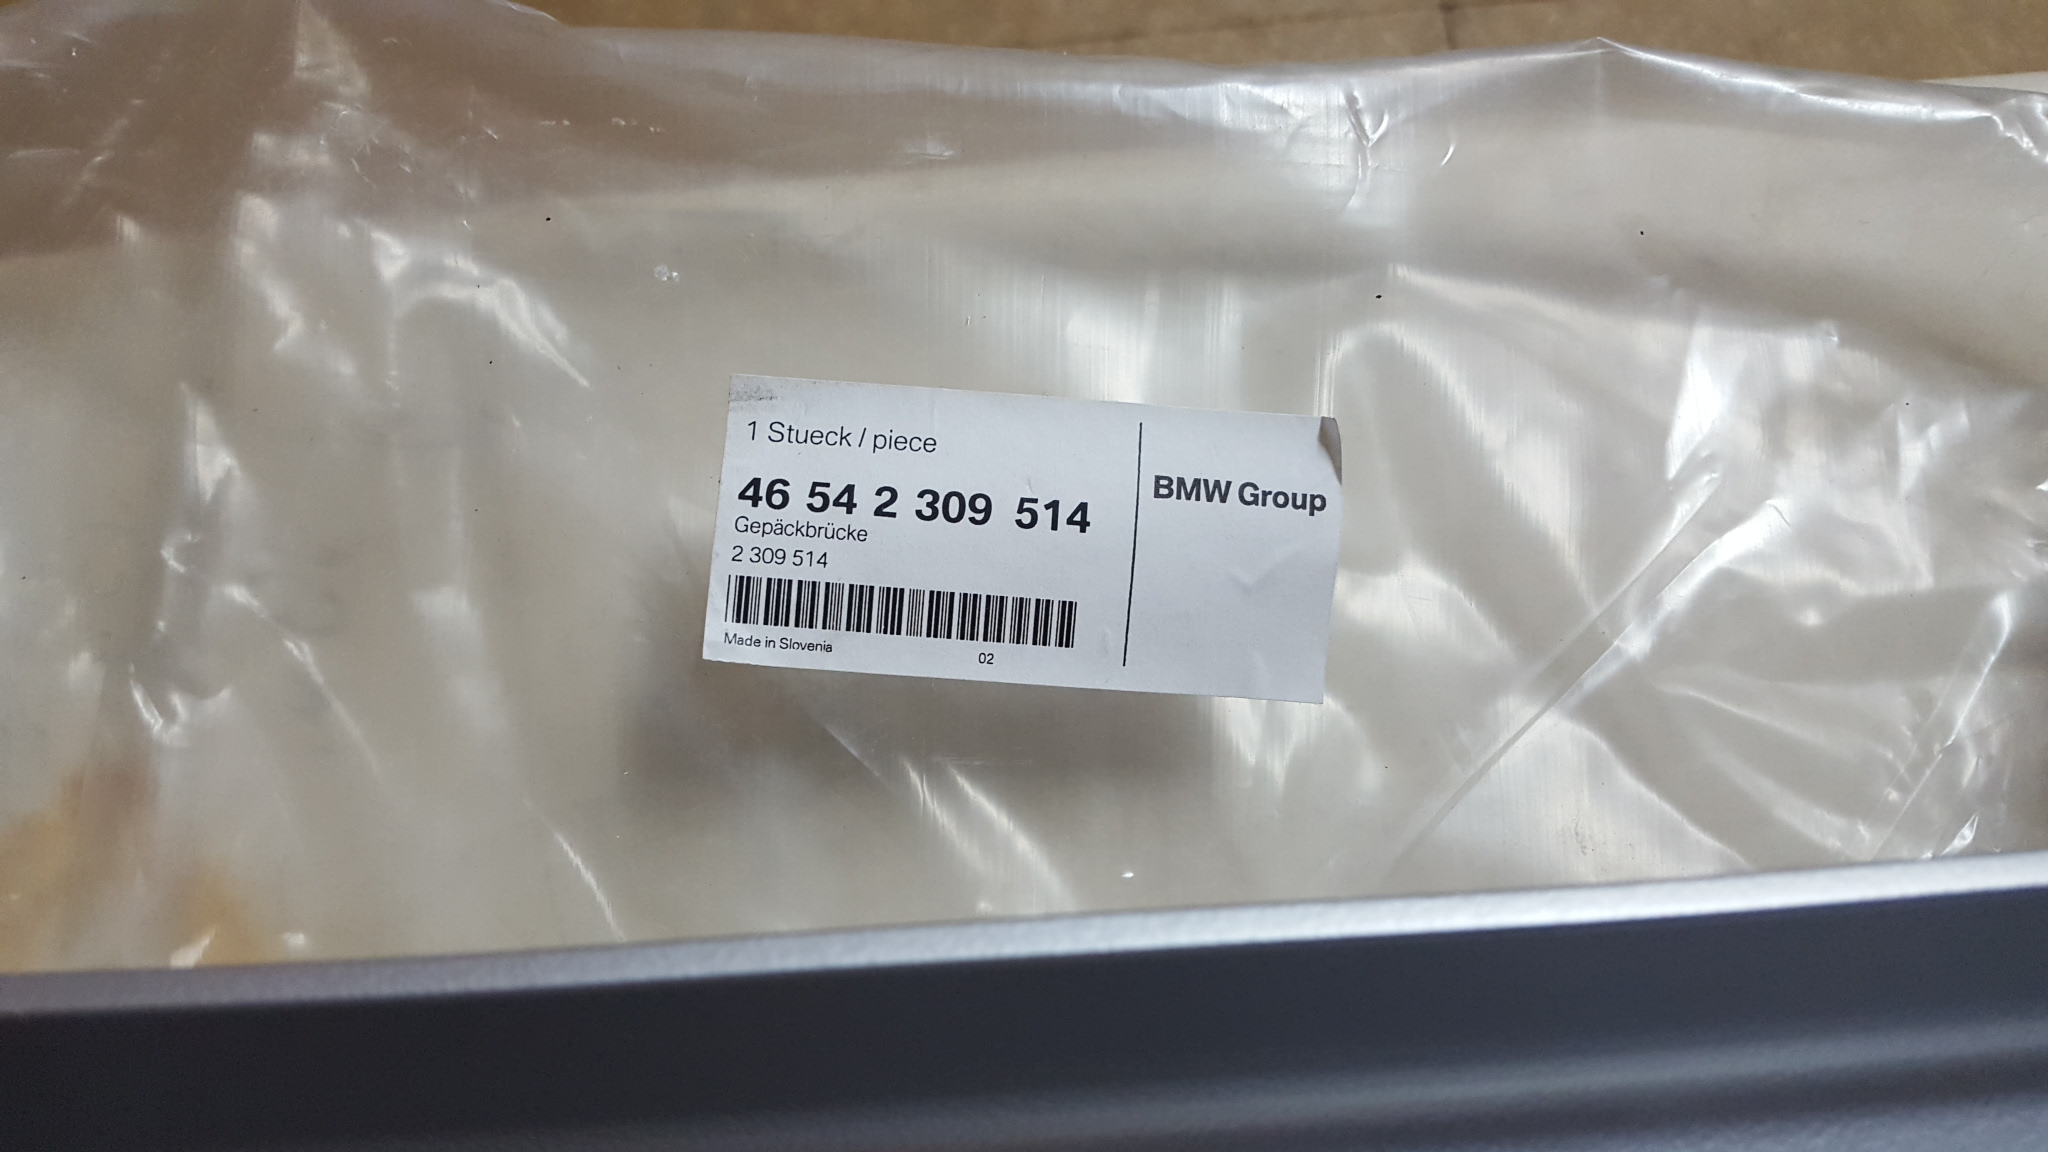 1 Stueck / piece
46 54 2 309 514
Gepäckbrücke
2 309 514
Made in Slovenia
02
BMW Group